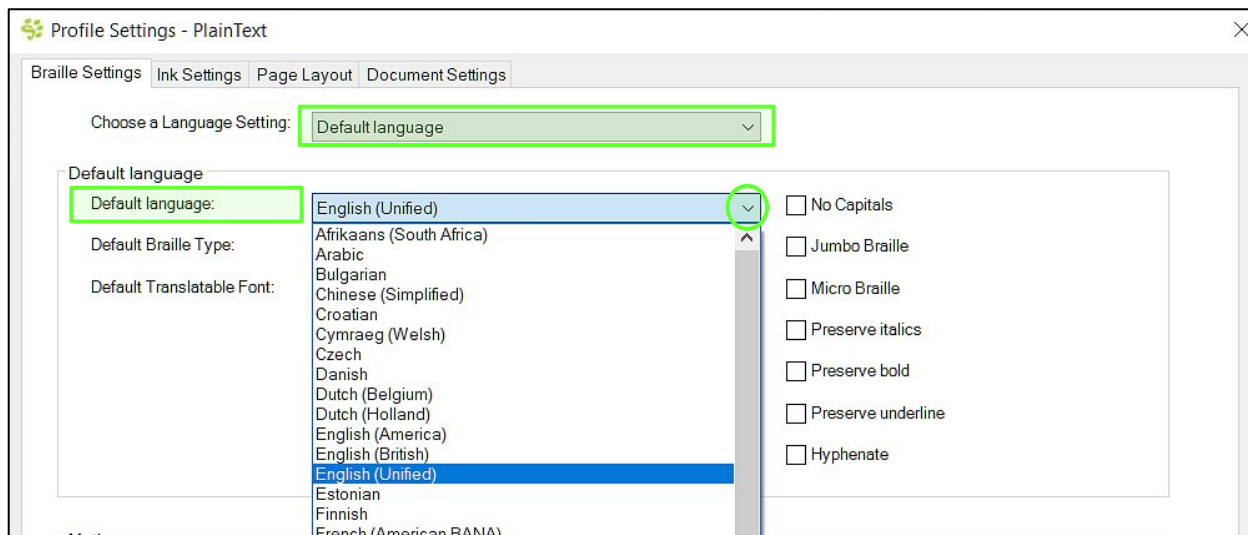 Profile Settings - PlainText
Braille Settings Ink Settings Page Layout Document Settings
Choose a Language Setting: Default language
Default language
Default language: English (Unified) No Capitals
Afrikaans (South Africa)
Default Braille Type: Jumbo Braille
Arabic
Bulgarian
Default Translatable Font: Micro Braille
Chinese (Simplified)
Croatian
Cymraeg (Welsh) Preserve italics
Czech
Danish Preserve bold
Dutch (Belgium)
Dutch (Holland) Preserve underline
English (America)
English (British) Hyphenate
English (Unified)
Estonian
Finnish
French (American BANA)